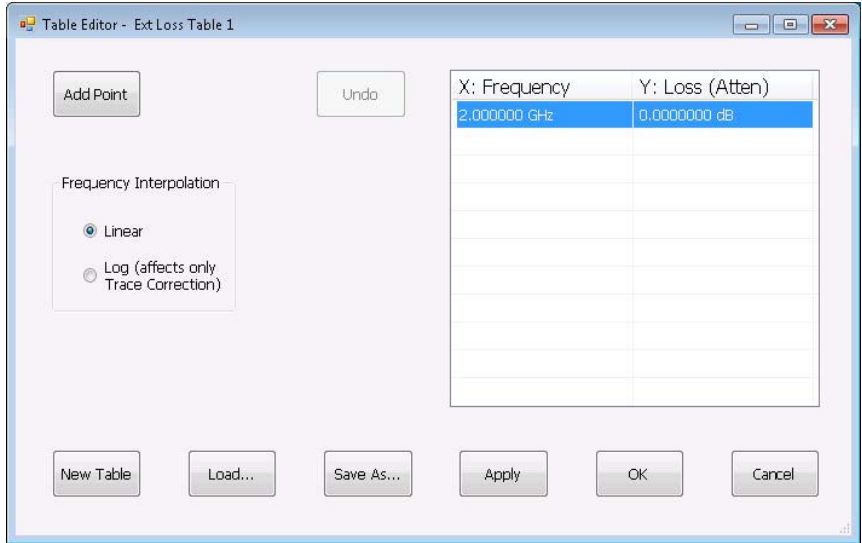 Table Editor - Ext Loss Table 1
Add Point
Undo
X: Frequency
Y: Loss (Atten)
2.000000 GHz
0.0000000 dB
Frequency Interpolation
Linear
Log (affects only
Trace Correction)
New Table
Load...
Save As...
Apply
OK
Cancel